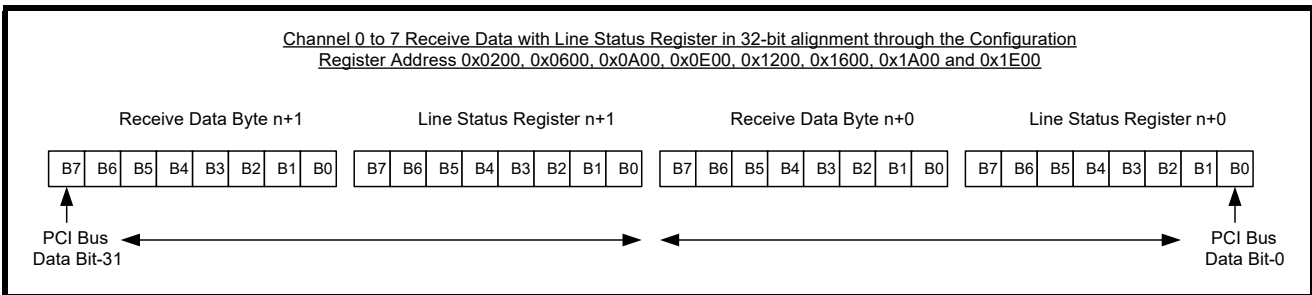 Channel 0 to 7 Receive Data with Line Status Register in 32-bit alignment through the Configuration
Register Address 0x0200, 0x0600, 0x0A00, 0x0E00, 0x1200, 0x1600, 0x1A00 and 0x1E00
Receive Data Byte n+1 Line Status Register n+1 Receive Data Byte n+0 Line Status Register n+0
B7 B6 B5 B4 B3 B2 B1 B0 B7 B6 B5 B4 B3 B2 B1 B0 B7 B6 B5 B4 B3 B2 B1 B0 B7 B6 B5 B4 B3 B2 B1 B0
PCI Bus
Data Bit-31
PCI Bus
Data Bit-0